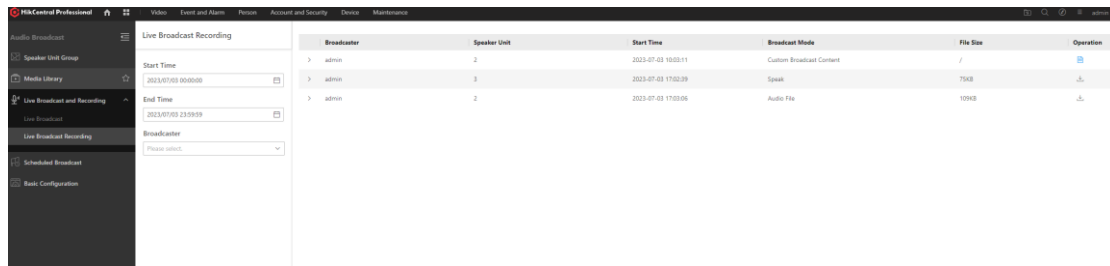 HikCentral Professional Video Event and Alarm Person Account and Security Device Maintenance admin
Audio Broadcast
Speaker Unit Group
Media Library
Live Broadcast and Recording
Live Broadcast
Live Broadcast Recording
Scheduled Broadcast
Basic Configuration
Live Broadcast Recording
Start Time
2023/07/03 00:00:00
End Time
2023/07/03 23:59:59
Broadcaster
Please select.
Broadcaster Speaker Unit Start Time Broadcast Mode File Size Operation
admin 2 2023-07-03 10:03:11 Custom Broadcast Content /
admin 3 2023-07-03 17:02:39 Speak 75KB
admin 2 2023-07-03 17:03:06 Audio File 109KB